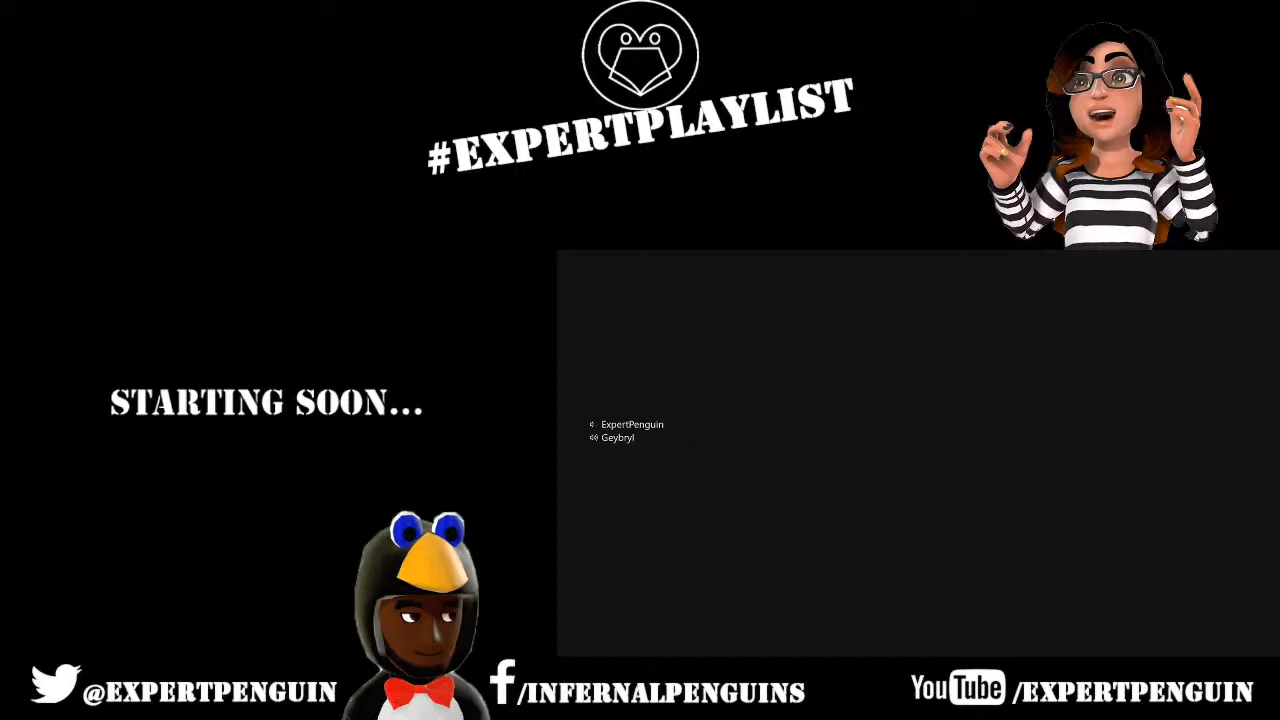 #EXPERTPLAYLIST
STARTING SOON...
ExpertPenguin
Geybryl
@EXPERTPENGUIN
f/INFERNALPENGUINS
YouTube /EXPERTPENGUIN